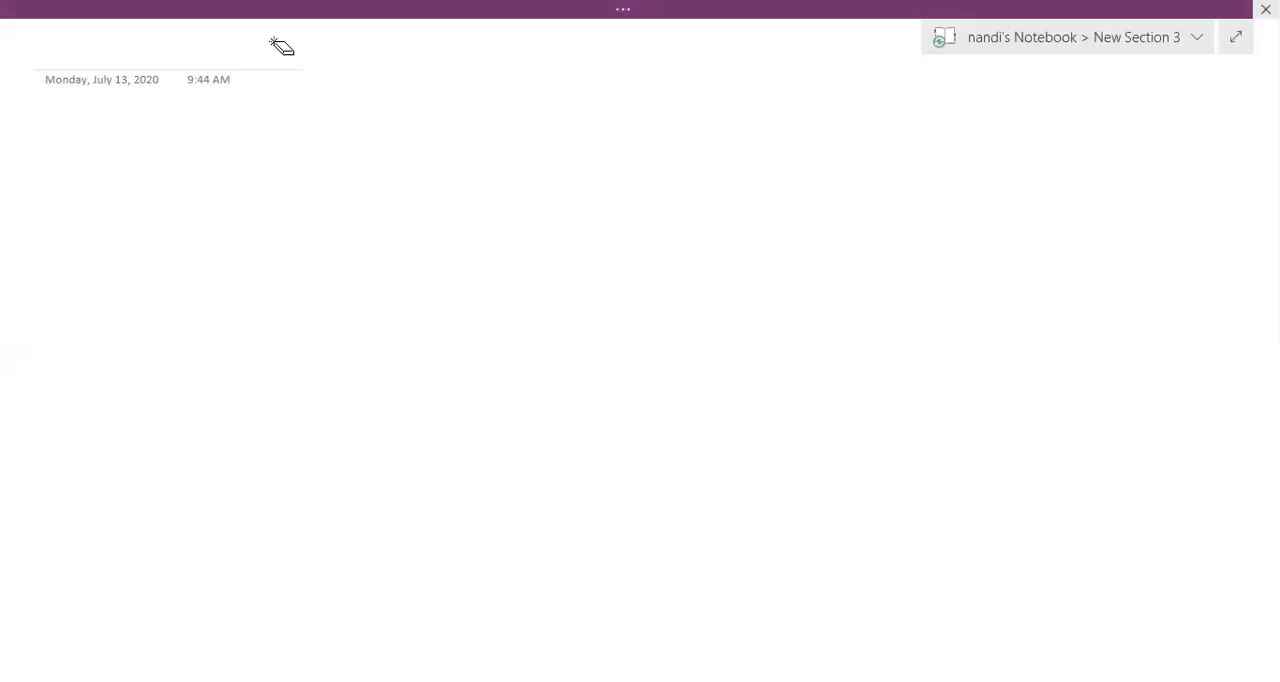 nandi's Notebook > New Section 3
Monday, July 13, 2020 9:44 AM